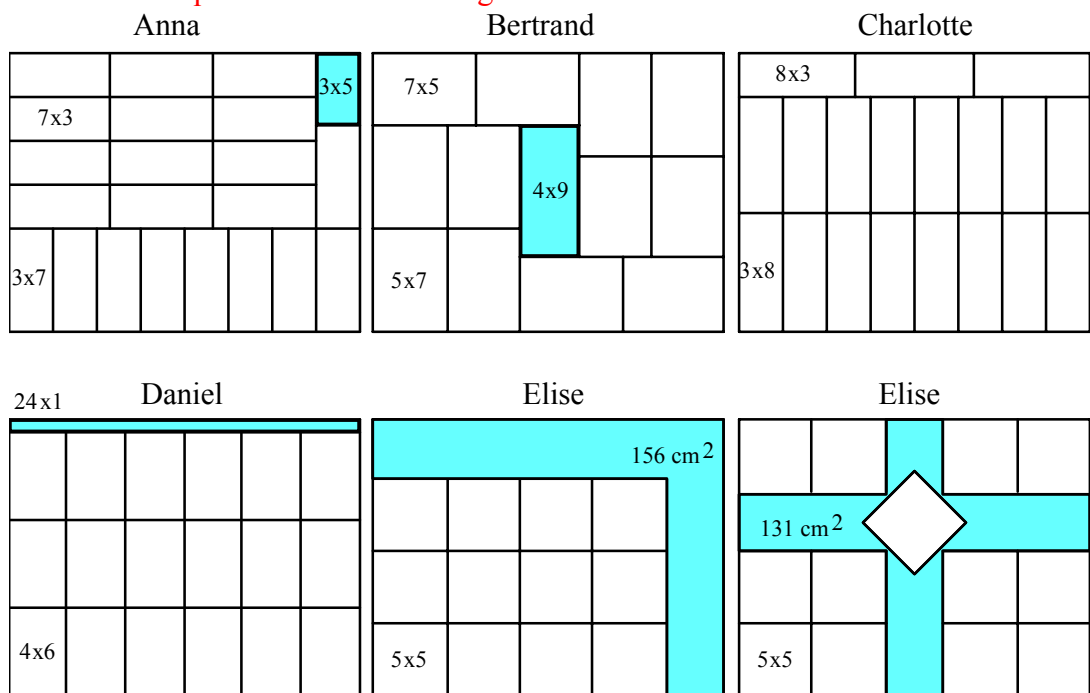 Anna Bertrand Charlotte
3x5 7x5 8x3
7x3
4x9
3x7 5x7 3x8
Daniel Elise Elise
24x1
156 cm2
131 cm2
4x6 5x5 5x5